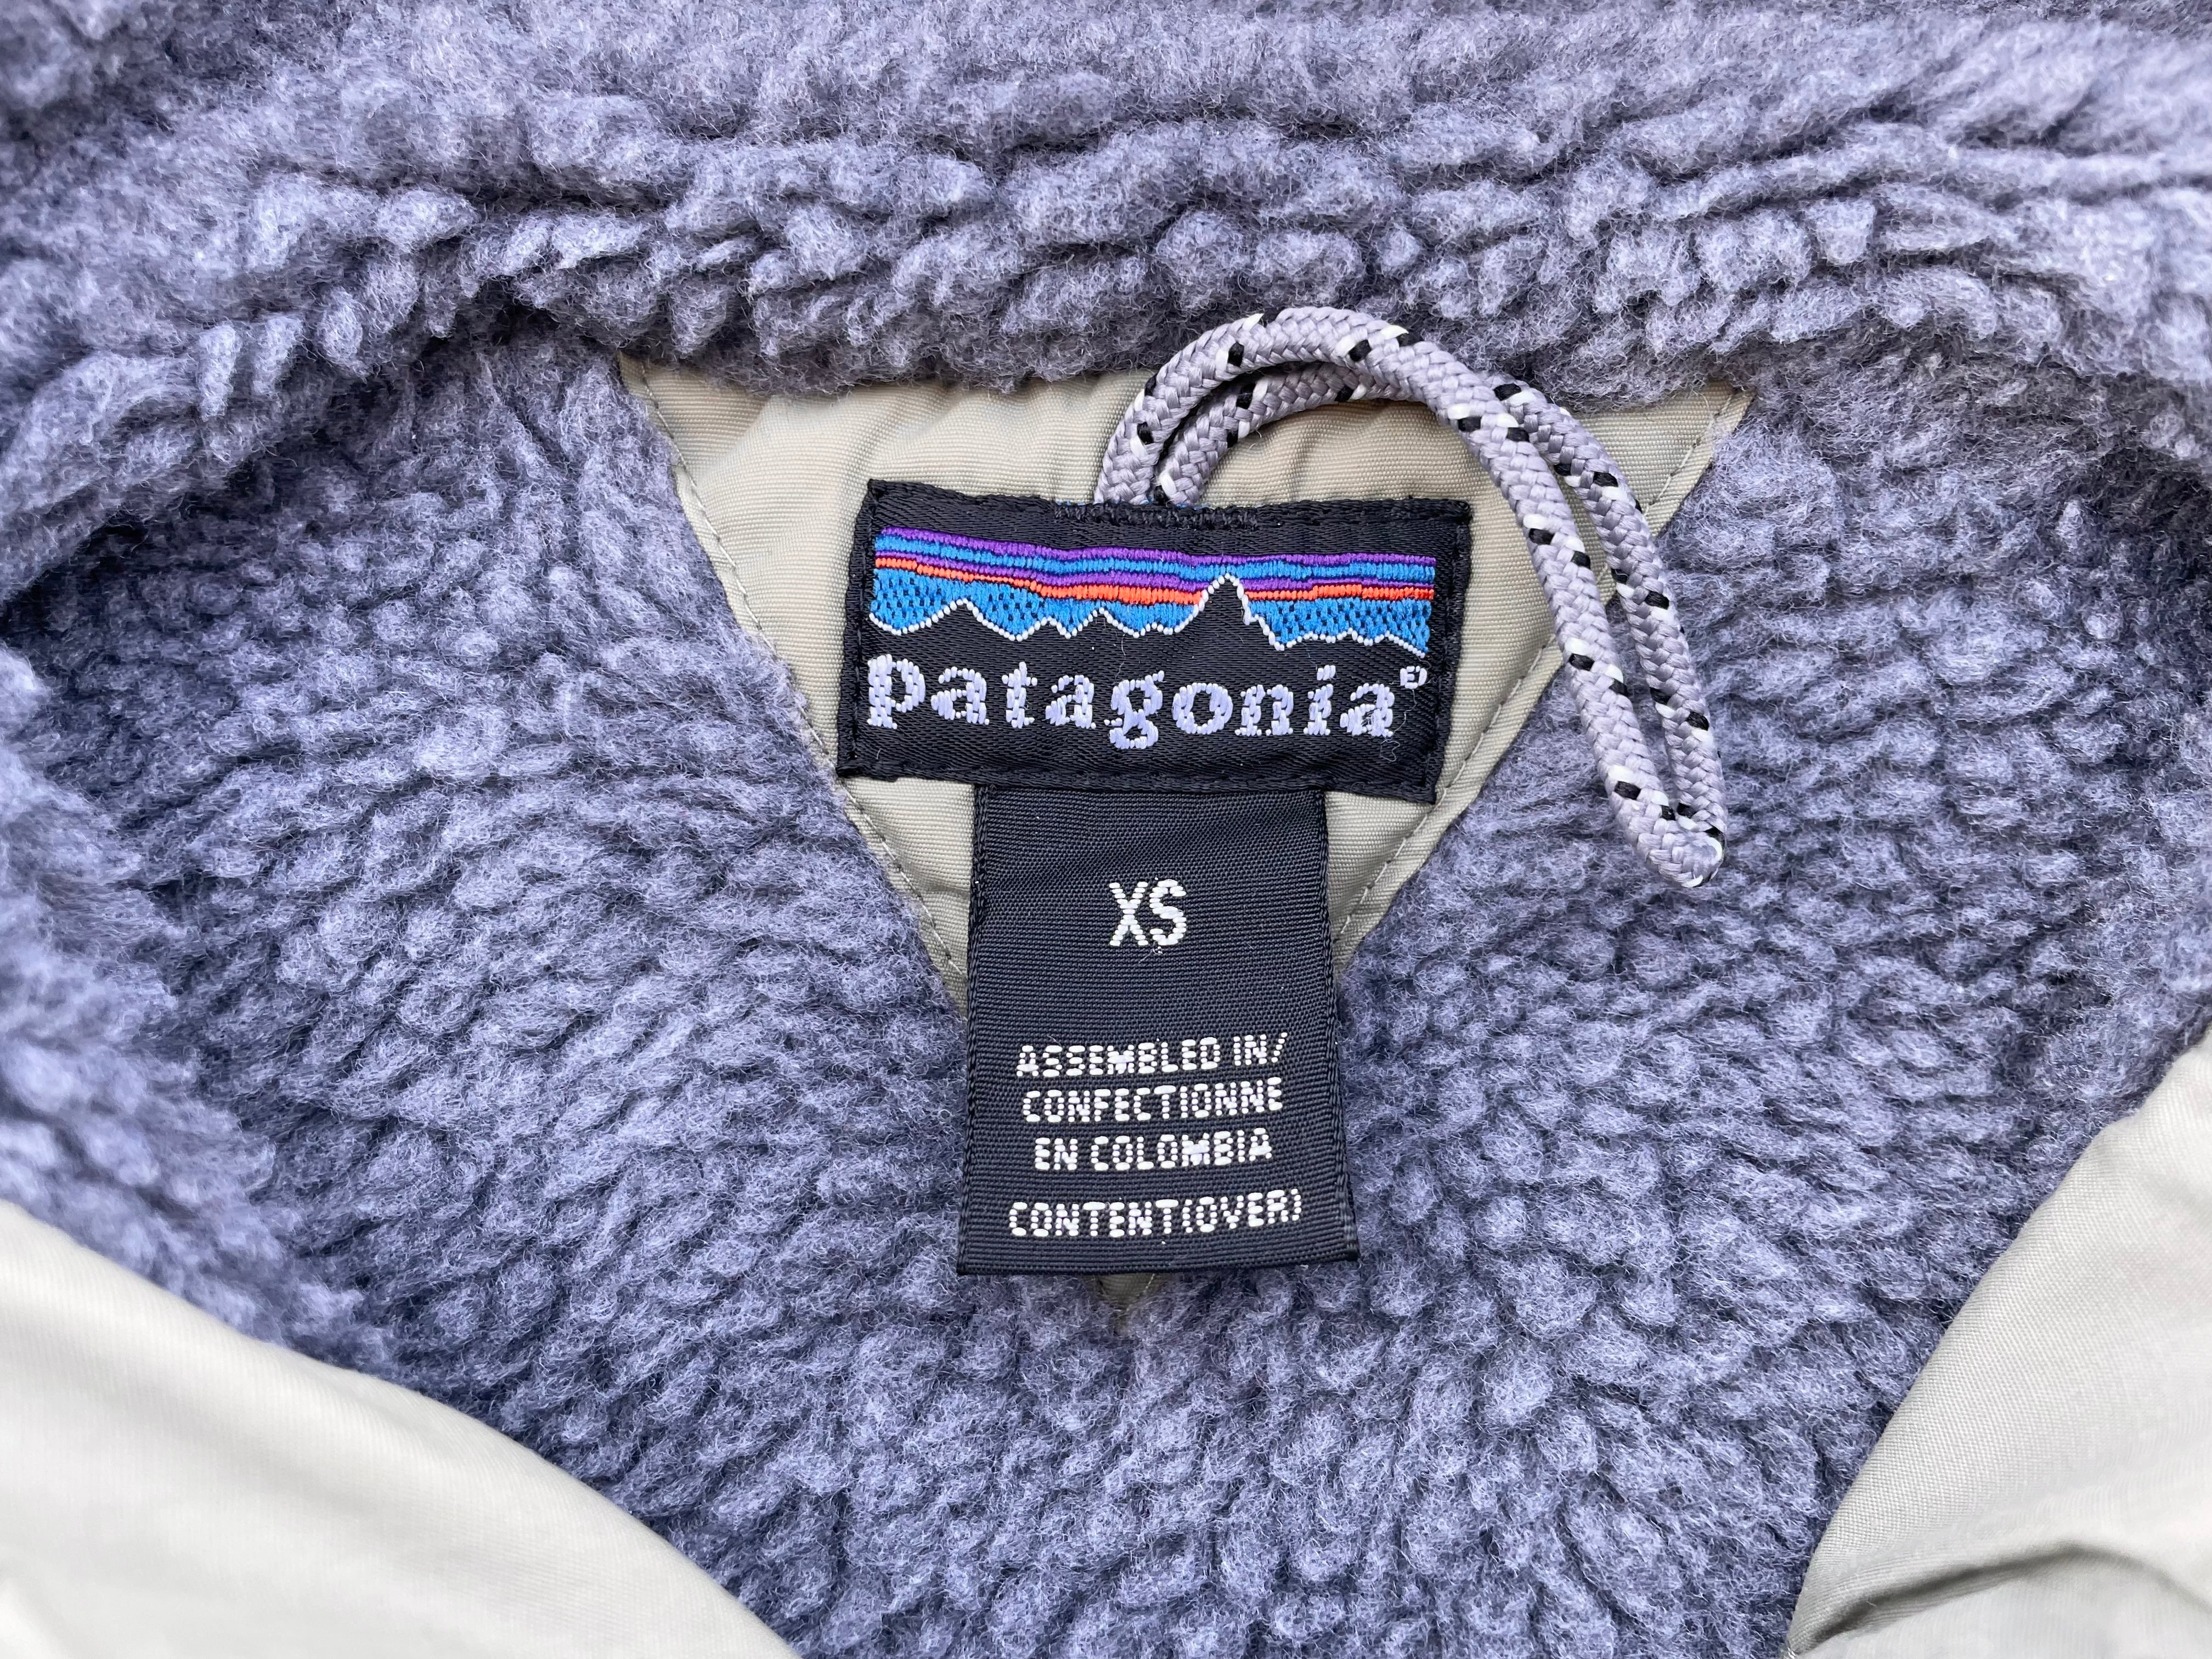 patagonia®
XS
ASSEMBLED IN/
CONFECTIONNE
EN COLOMBIA
CONTENT(OVER)